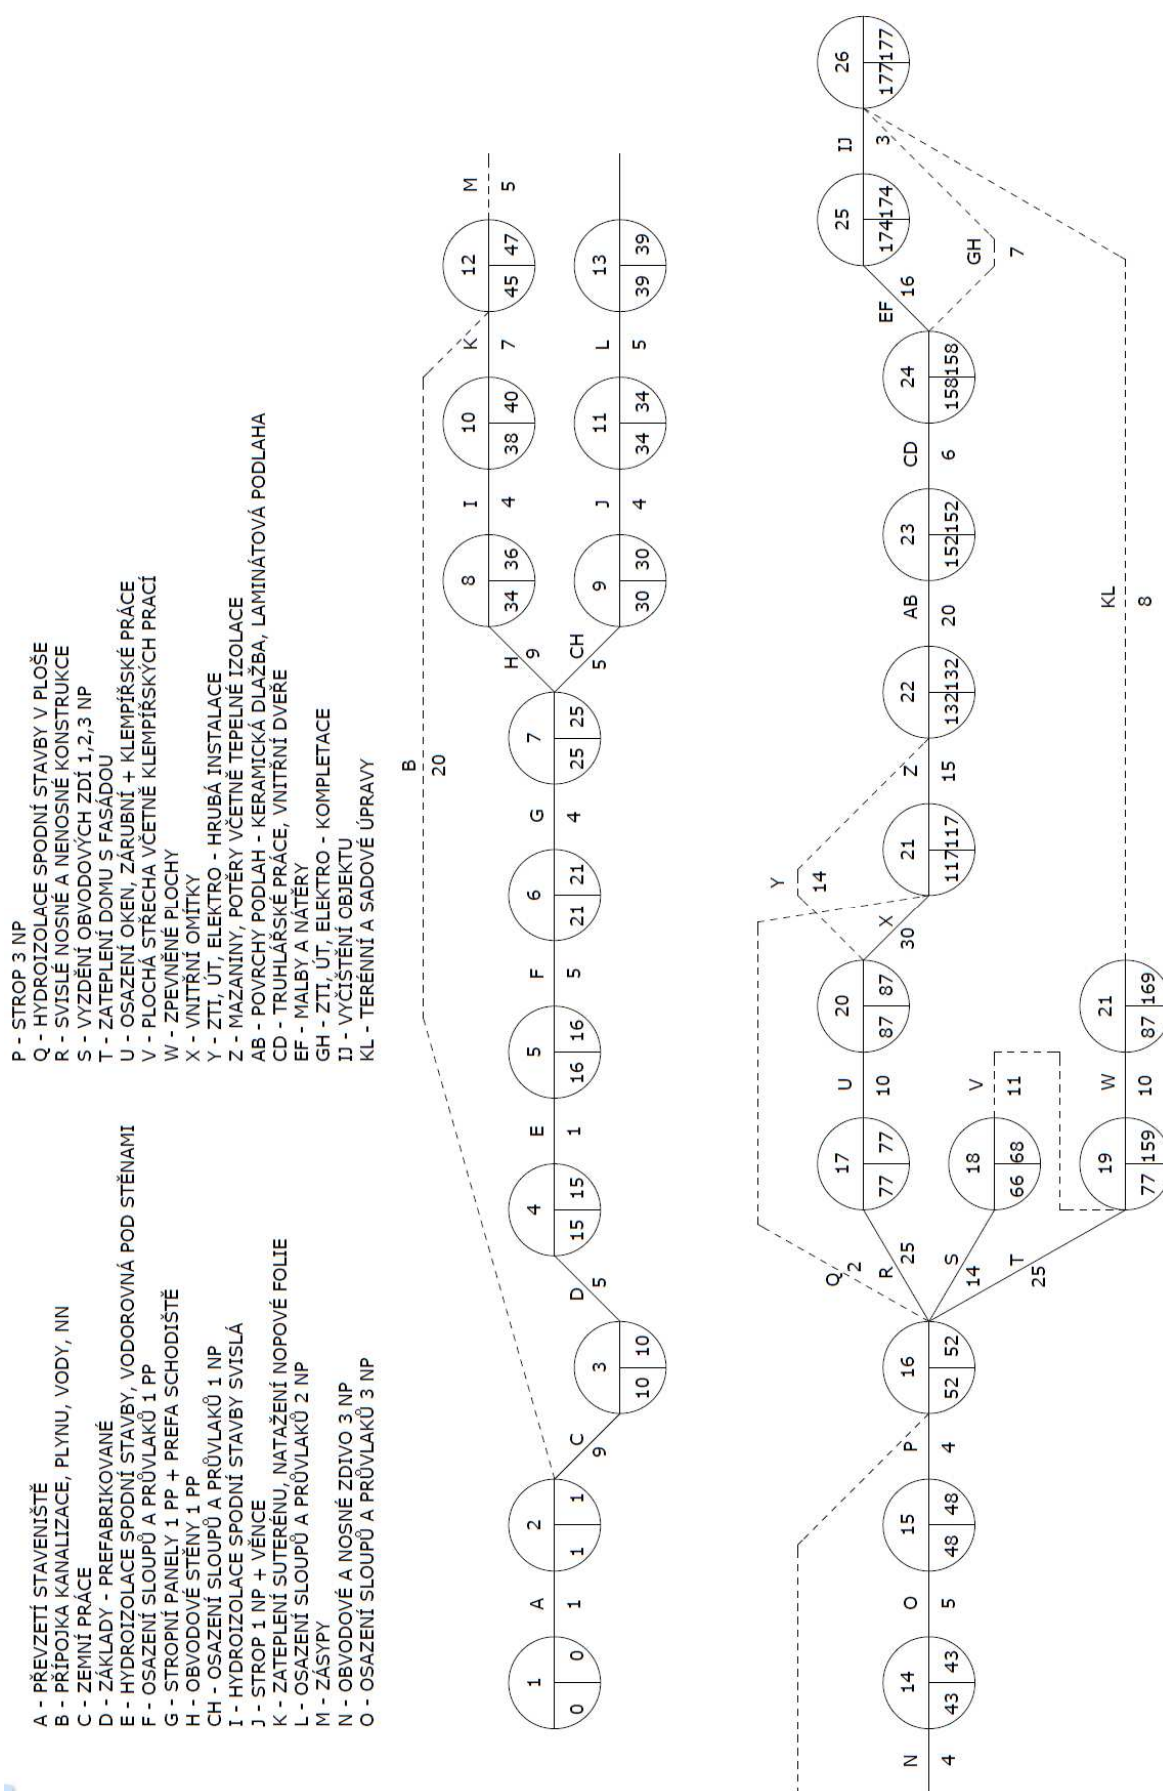 A - PŘEVZETÍ STAVENIŠTĚ
B - PŘÍPOJKA KANALIZACE, PLYNU, VODY, NN
C - ZEMNÍ PRÁCE
D - ZÁKLADY - PREFABRIKOVANÉ
E - HYDROIZOLACE SPODNÍ STAVBY, VODOROVNÁ POD STĚNAMI
F - OSAZENÍ SLOUPŮ A PRŮVLAKŮ 1 PP
G - STROPNÍ PANELY 1 PP + PREFA SCHODIŠTĚ
H - OBVODOVÉ STĚNY 1 PP
CH - OSAZENÍ SLOUPŮ A PRŮVLAKŮ 1 NP
I - HYDROIZOLACE SPODNÍ STAVBY SVISLÁ
J - STROP 1 NP + VĚNCE
K - ZATEPLENÍ SUTERÉNU, NATAŽENÍ NOPOVÉ FOLIE
L - OSAZENÍ SLOUPŮ A PRŮVLAKŮ 2 NP
M - ZÁSYPY
N - OBVODOVÉ A NOSNÉ ZDIVO 3 NP
O - OSAZENÍ SLOUPŮ A PRŮVLAKŮ 3 NP
P - STROP 3 NP
Q - HYDROIZOLACE SPODNÍ STAVBY V PLOŠE
R - SVISLÉ NOSNÉ A NENOSNÉ KONSTRUKCE
S - VYZDĚNÍ OBVODOVÝCH ZDÍ 1,2,3 NP
T - ZATEPLENÍ DOMU S FASÁDOU
U - OSAZENÍ OKEN, ZÁRUBNÍ + KLEMPÍŘSKÉ PRÁCE
V - PLOCHÁ STŘECHA VČETNĚ KLEMPÍŘSKÝCH PRACÍ
W - ZPEVNĚNÉ PLOCHY
X - VNITŘNÍ OMÍTKY
Y - ZTI, ÚT, ELEKTRO - HRUBÁ INSTALACE
Z - MAZANINY, POTĚRY VČETNĚ TEPELNÉ IZOLACE
AB - POVRCHY PODLAH - KERAMICKÁ DLAŽBA, LAMINÁTOVÁ PODLAHA
CD - TRUHLÁŘSKÉ PRÁCE, VNITŘNÍ DVEŘE
EF - MALBY A NÁTĚRY
GH - ZTI, ÚT, ELEKTRO - KOMPLETACE
IJ - VYČIŠTĚNÍ OBJEKTU
KL - TERÉNNÍ A SADOVÉ ÚPRAVY
B
20
1
0 0
A
1
2
1 1
C
9
3
10 10
D
5
4
15 15
E
1
5
16 16
F
5
6
21 21
G
4
7
25 25
H
9
8
34 36
I
4
10
38 40
K
7
12
45 47
M
5
CH
5
9
30 30
J
4
11
34 34
L
5
13
39 39
N
4
14
43 43
O
5
15
48 48
P
4
16
52 52
Q
2
R
25
17
77 77
U
10
20
87 87
Y
14
X
30
21
117 117
Z
15
22
132 132
AB
20
23
152 152
CD
6
24
158 158
EF
16
25
174 174
IJ
3
26
177 177
GH
7
S
14
18
66 68
V
11
T
25
19
77 159
W
10
21
87 169
KL
8